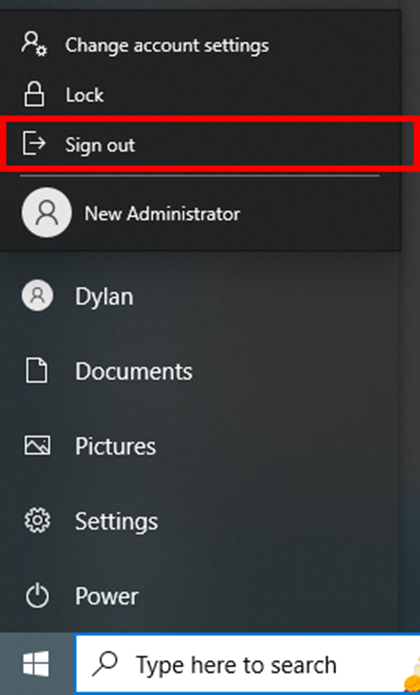 Change account settings
Lock
Sign out
New Administrator
Dylan
Documents
Pictures
Settings
Power
Type here to search